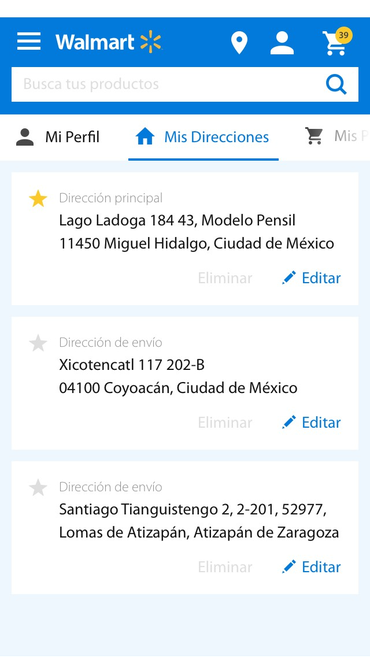 Walmart
39
Busca tus productos
Mi Perfil
Mis Direcciones
Mis P
Dirección principal
Lago Ladoga 184 43, Modelo Pensil
11450 Miguel Hidalgo, Ciudad de México
Eliminar
Editar
Dirección de envío
Xicotencatl 117 202-B
04100 Coyoacán, Ciudad de México
Eliminar
Editar
Dirección de envío
Santiago Tianguistengo 2, 2-201, 52977,
Lomas de Atizapán, Atizapán de Zaragoza
Eliminar
Editar